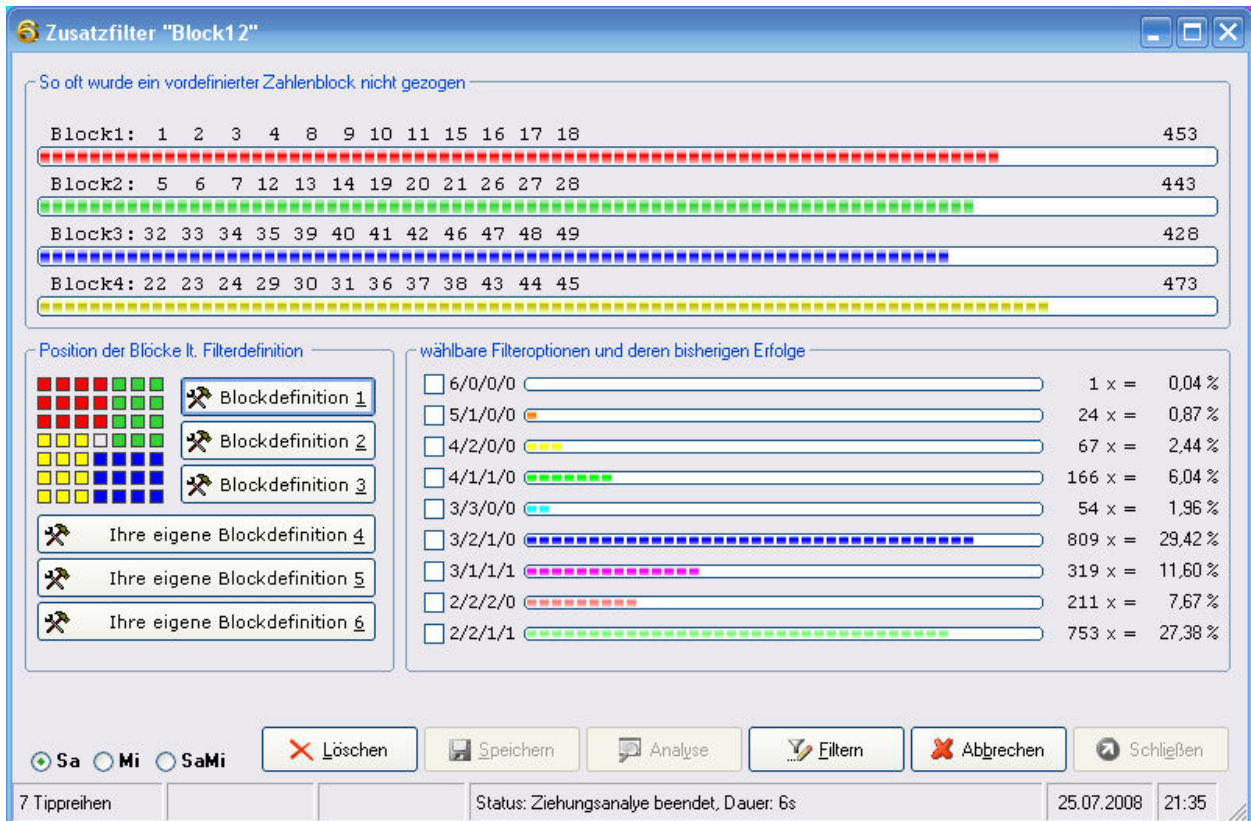 Zusatzfilter "Block12"
So oft wurde ein vordefinierter Zahlenblock nicht gezogen
Block1: 1 2 3 4 8 9 10 11 15 16 17 18 453
Block2: 5 6 7 12 13 14 19 20 21 26 27 28 443
Block3: 32 33 34 35 39 40 41 42 46 47 48 49 428
Block4: 22 23 24 29 30 31 36 37 38 43 44 45 473
Position der Blöcke lt. Filterdefinition
Blockdefinition 1
Blockdefinition 2
Blockdefinition 3
Ihre eigene Blockdefinition 4
Ihre eigene Blockdefinition 5
Ihre eigene Blockdefinition 6
wählbare Filteroptionen und deren bisherigen Erfolge
6/0/0/0 1 x = 0,04 %
5/1/0/0 24 x = 0,87 %
4/2/0/0 67 x = 2,44 %
4/1/1/0 166 x = 6,04 %
3/3/0/0 54 x = 1,96 %
3/2/1/0 809 x = 29,42 %
3/1/1/1 319 x = 11,60 %
2/2/2/0 211 x = 7,67 %
2/2/1/1 753 x = 27,38 %
Sa Mi SaMi Löschen Speichern Analyse Filtern Abbrechen Schließen
7 Tippreihen Status: Ziehungsanalye beendet, Dauer: 6s 25.07.2008 21:35